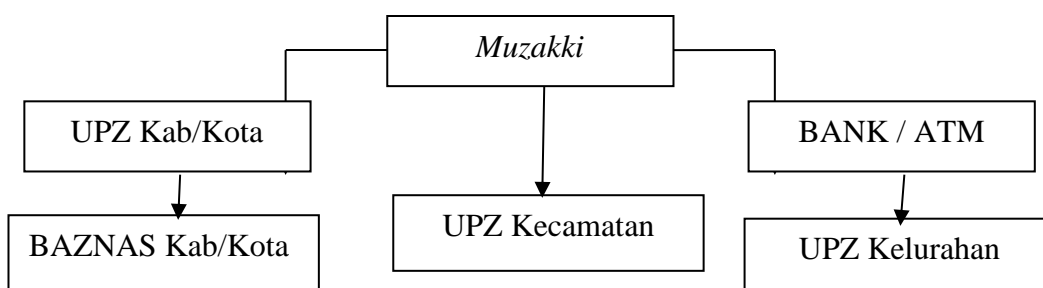 Muzakki
UPZ Kab/Kota
BANK / ATM
UPZ Kecamatan
BAZNAS Kab/Kota
UPZ Kelurahan